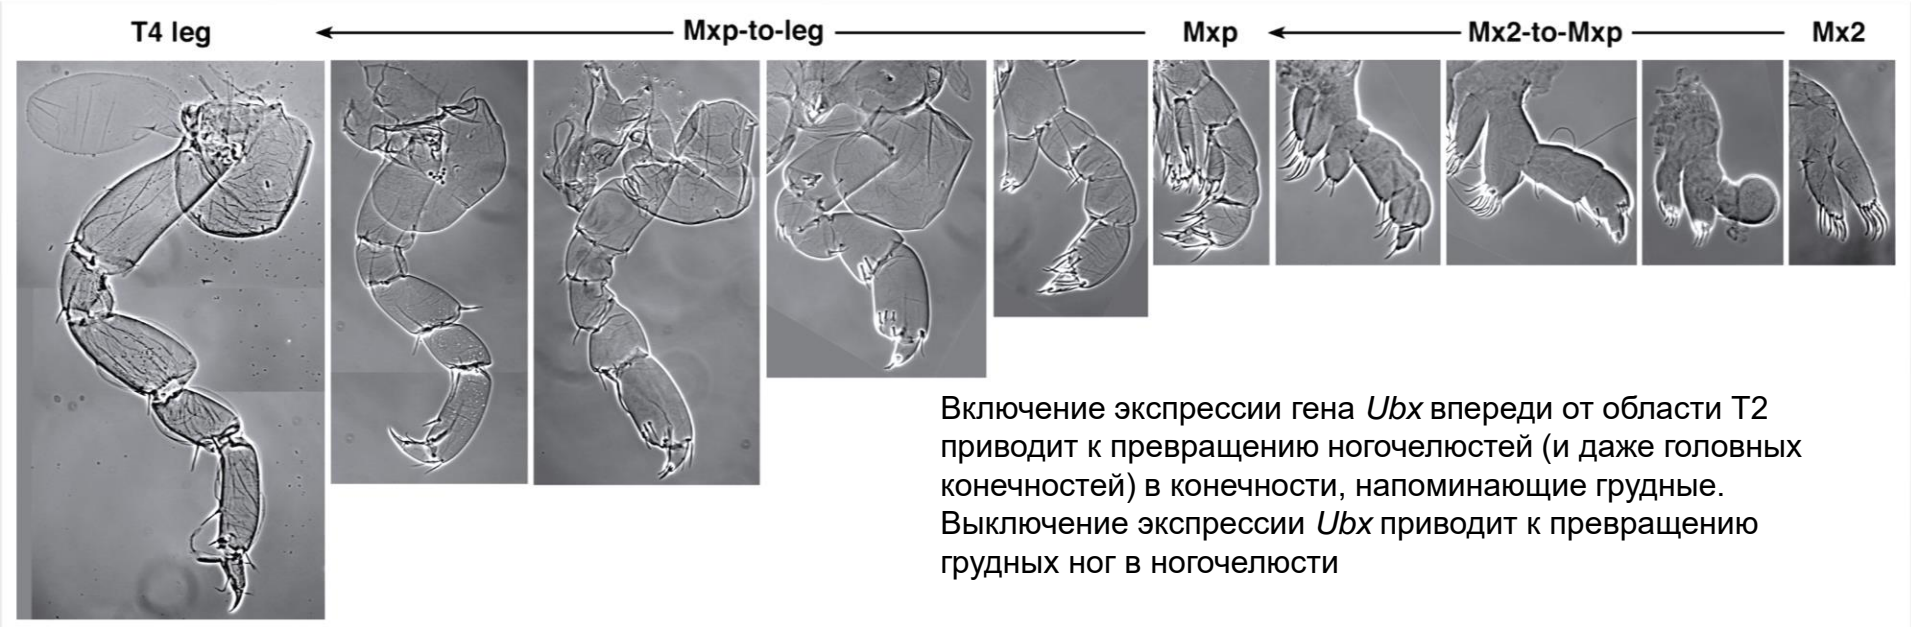 T4 leg
Mxp-to-leg
Mxp
Mx2-to-Mxp
Mx2
Включение экспрессии гена Ubx впереди от области Т2
приводит к превращению ногочелюстей (и даже головных
конечностей) в конечности, напоминающие грудные.
Выключение экспрессии Ubx приводит к превращению
грудных ног в ногочелюсти